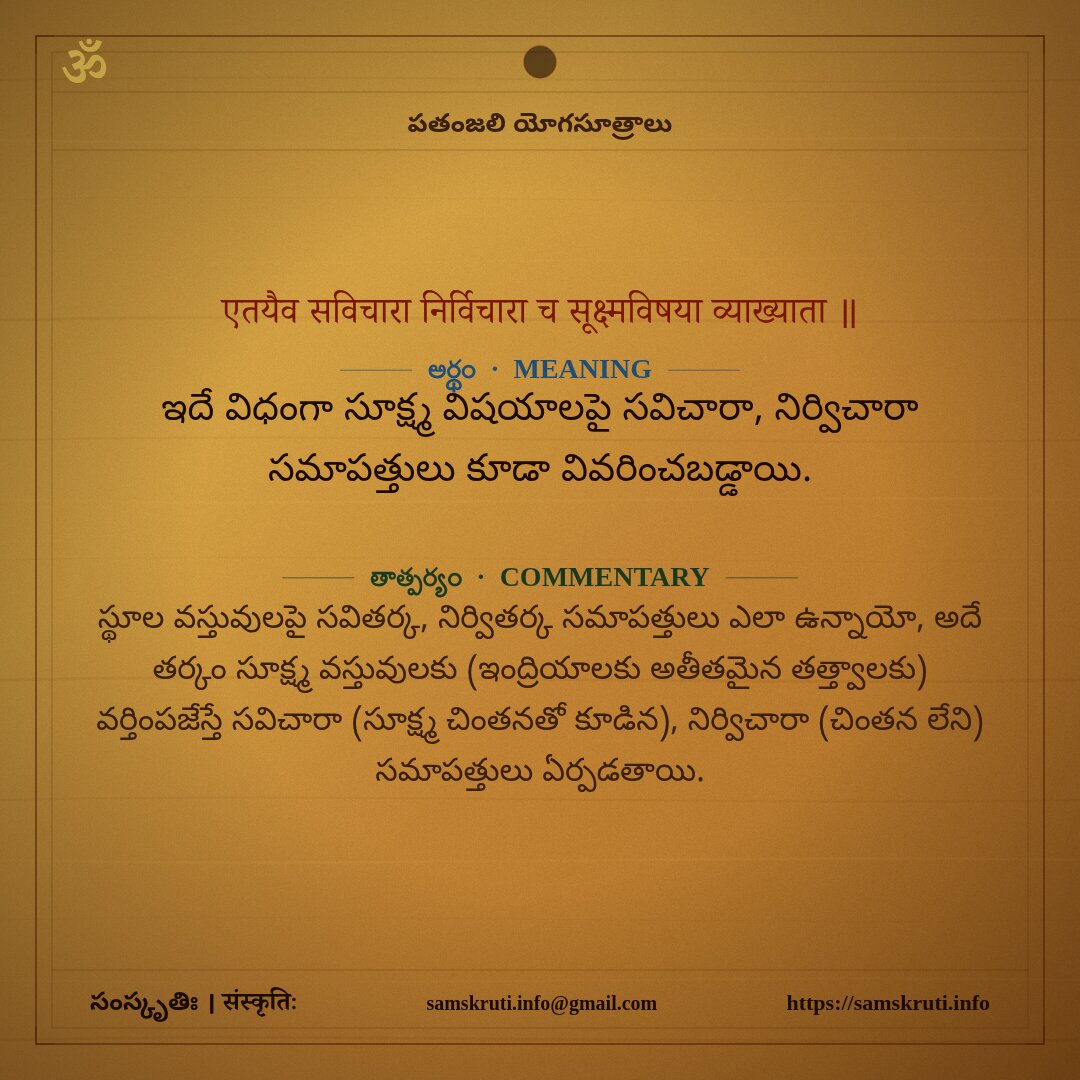 ॐ
పతంజలి యోగసూత్రాలు
एतयैव सविचारा निर्विचारा च सूक्ष्मविषया व्याख्याता ॥
అర్థం · MEANING
ఇదే విధంగా సూక్ష్మ విషయాలపై సవిచారా, నిర్విచారా
సమాపత్తులు కూడా వివరించబడ్డాయి.
తాత్పర్యం · COMMENTARY
స్థూల వస్తువులపై సవితర్క, నిర్వితర్క సమాపత్తులు ఎలా ఉన్నాయో, అదే
తర్కం సూక్ష్మ వస్తువులకు (ఇంద్రియాలకు అతీతమైన తత్త్వాలకు)
వర్తింపజేస్తే సవిచారా (సూక్ష్మ చింతనతో కూడిన), నిర్విచారా (చింతన లేని)
సమాపత్తులు ఏర్పడతాయి.
సంస్కృతిః | संस्कृतिः samskruti.info@gmail.com https://samskruti.info